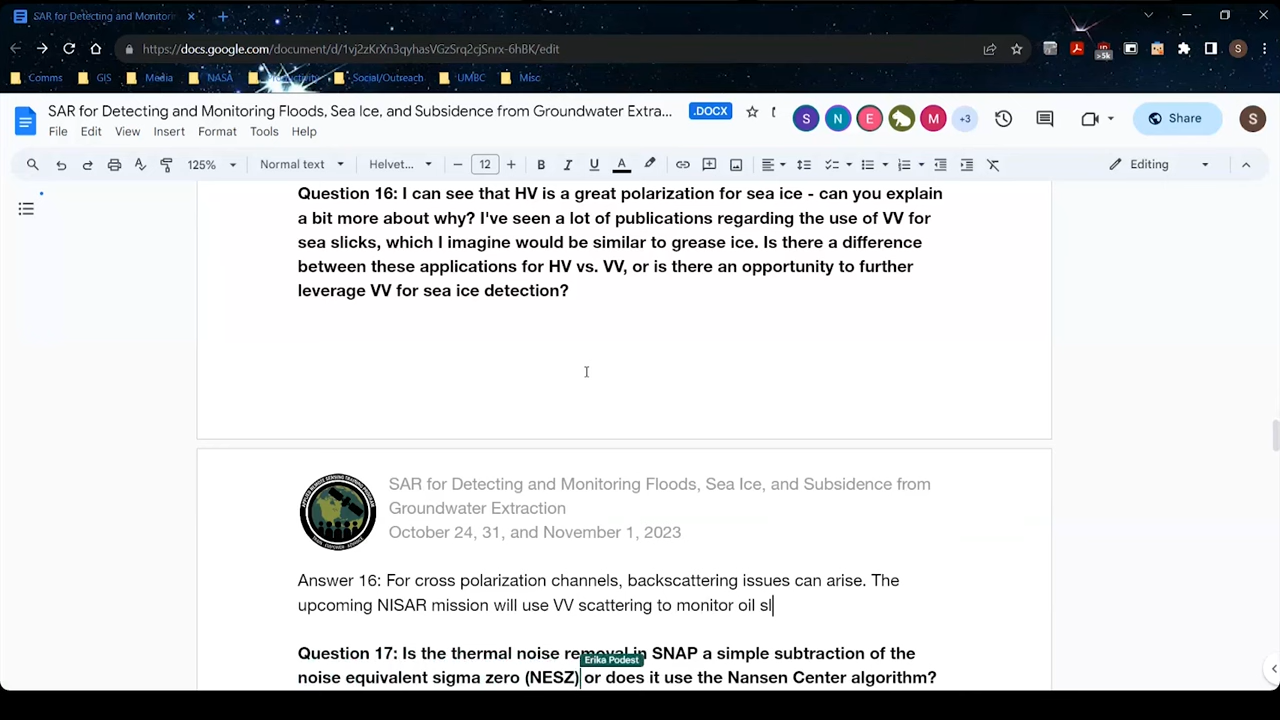 SAR for Detecting and Monitorin
https://docs.google.com/document/d/1vj2zKrXn3qyhasVGzSrq2cjSnrx-6hBK/edit
>5k
S
Comms GIS Media NASA Social/Outreach UMBC Misc
SAR for Detecting and Monitoring Floods, Sea Ice, and Subsidence from Groundwater Extra...
.DOCX
S N E M +3
Share
S
File Edit View Insert Format Tools Help
125% Normal text Helvet... 12 Editing
Question 16: I can see that HV is a great polarization for sea ice - can you explain
a bit more about why? I've seen a lot of publications regarding the use of VV for
sea slicks, which I imagine would be similar to grease ice. Is there a difference
between these applications for HV vs. VV, or is there an opportunity to further
leverage VV for sea ice detection?
SAR for Detecting and Monitoring Floods, Sea Ice, and Subsidence from
Groundwater Extraction
October 24, 31, and November 1, 2023
Answer 16: For cross polarization channels, backscattering issues can arise. The
upcoming NISAR mission will use VV scattering to monitor oil sl
Question 17: Is the thermal noise removal in SNAP a simple subtraction of the
Erika Podest
noise equivalent sigma zero (NESZ) or does it use the Nansen Center algorithm?